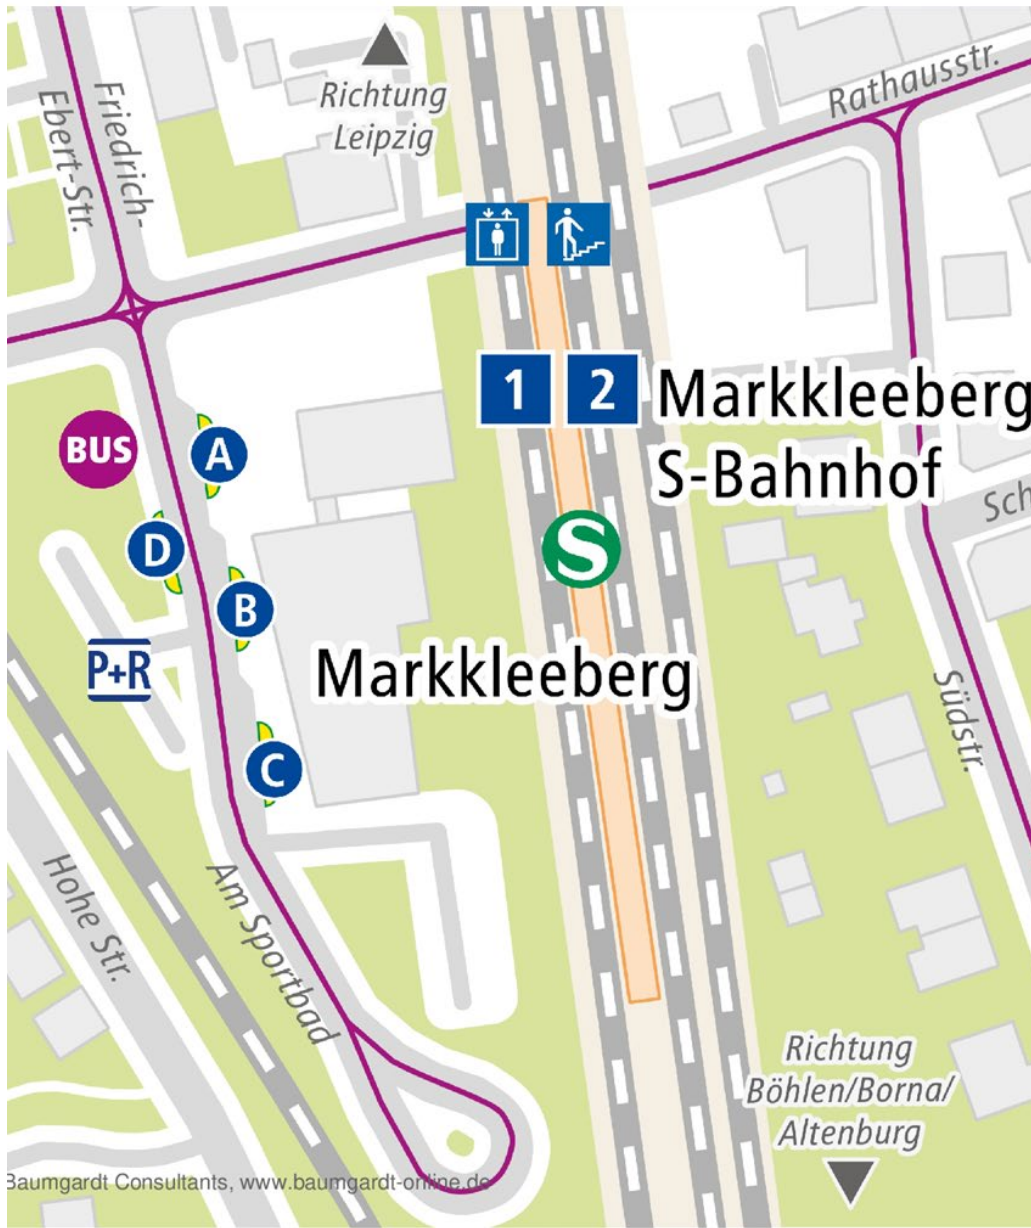 Richtung
Leipzig
Rathausstr.
Friedrich-
Ebert-Str.
1
2
Markkleeberg
S-Bahnhof
BUS
A
D
S
B
P+R
Markkleeberg
C
Sch
Südstr.
Hohe Str.
Am Sportbad
Richtung
Böhlen/Borna/
Altenburg
Baumgardt Consultants, www.baumgardt-online.de